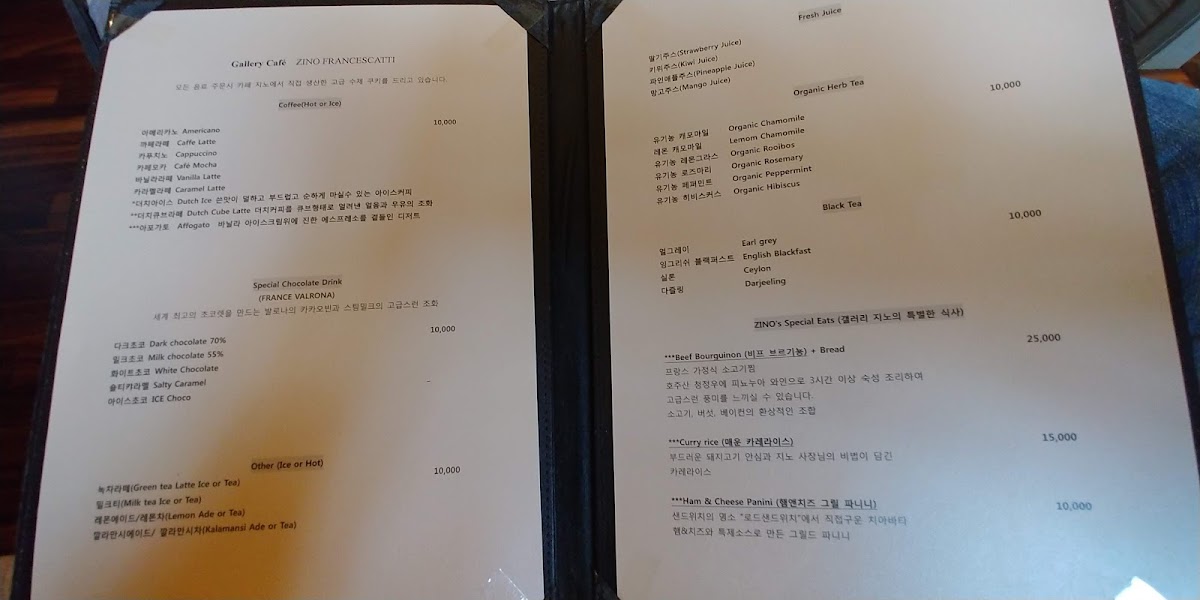 Gallery Café ZINO FRANCESCATTI
모든 음료 주문시 카페 지노에서 직접 생산한 고급 수제 쿠키를 드리고 있습니다.
Coffee(Hot or Ice)
10,000
아메리카노 Americano
까페라떼 Caffe Latte
카푸치노 Cappuccino
카페모카 Café Mocha
바닐라라떼 Vanilla Latte
카라멜라떼 Caramel Latte
*더치아이스 Dutch Ice 쓴맛이 덜하고 부드럽고 순하게 마실수 있는 아이스커피
**더치큐브라떼 Dutch Cube Latte 더치커피를 큐브형태로 얼려낸 얼음과 우유의 조화
***아포가토 Affogato 바닐라 아이스크림위에 진한 에스프레소를 곁들인 디저트
Special Chocolate Drink
(FRANCE VALRONA)
세계 최고의 초코렛을 만드는 발로나의 카카오빈과 스팀밀크의 고급스런 조화
10,000
다크초코 Dark chocolate 70%
밀크초코 Milk chocolate 55%
화이트초코 White Chocolate
솔티카라멜 Salty Caramel
아이스초코 ICE Choco
Other (Ice or Hot)
10,000
녹차라떼(Green tea Latte Ice or Tea)
밀크티(Milk tea Ice or Tea)
레몬에이드/레몬차(Lemon Ade or Tea)
깔라만시에이드/ 깔라만시차(Kalamansi Ade or Tea)
Fresh Juice
딸기주스(Strawberry Juice)
키위주스(Kiwi Juice)
파인애플주스(Pineapple Juice)
망고주스(Mango Juice)
Organic Herb Tea
10,000
유기농 캐모마일 Organic Chamomile
레몬 캐모마일 Lemom Chamomile
유기농 레몬그라스 Organic Rooibos
유기농 로즈마리 Organic Rosemary
유기농 페퍼민트 Organic Peppermint
유기농 히비스커스 Organic Hibiscus
Black Tea
10,000
얼그레이 Earl grey
잉그리쉬 블랙퍼스트 English Blackfast
실론 Ceylon
다즐링 Darjeeling
ZINO's Special Eats (갤러리 지노의 특별한 식사)
25,000
***Beef Bourguinon (비프 브르기뇽) + Bread
프랑스 가정식 소고기찜
호주산 청정우에 피뇨누아 와인으로 3시간 이상 숙성 조리하여
고급스런 풍미를 느끼실 수 있습니다.
소고기, 버섯, 베이컨의 환상적인 조합
***Curry rice (매운 카레라이스)
15,000
부드러운 돼지고기 안심과 지노 사장님의 비법이 담긴
카레라이스
***Ham & Cheese Panini (햄앤치즈 그릴 파니니)
10,000
샌드위치의 명소 "로드샌드위치"에서 직접구운 치아바타
햄&치즈와 특제소스로 만든 그릴드 파니니